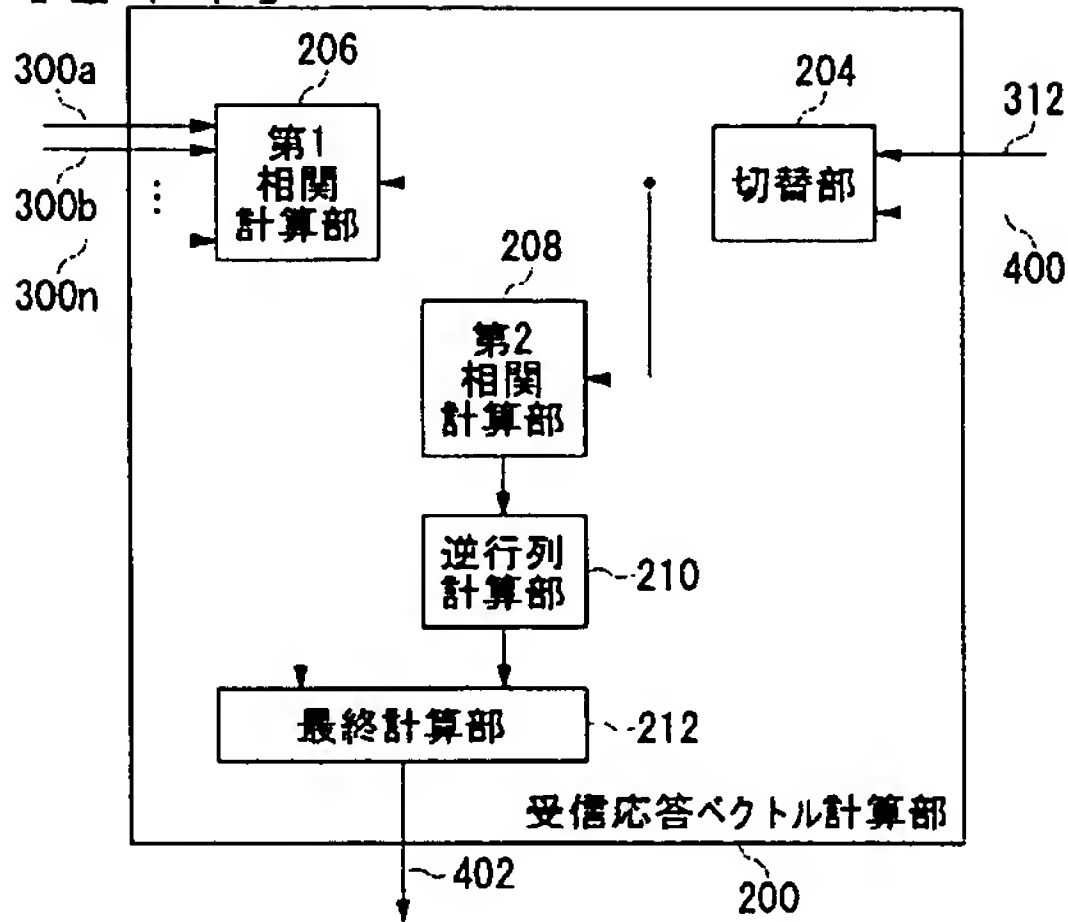 206
300a
204
312
第1
相関
計算部
切替部
300b
⋮
300n
400
208
第2
相関
計算部
逆行列
計算部
210
最終計算部
212
受信応答ベクトル計算部
402
200